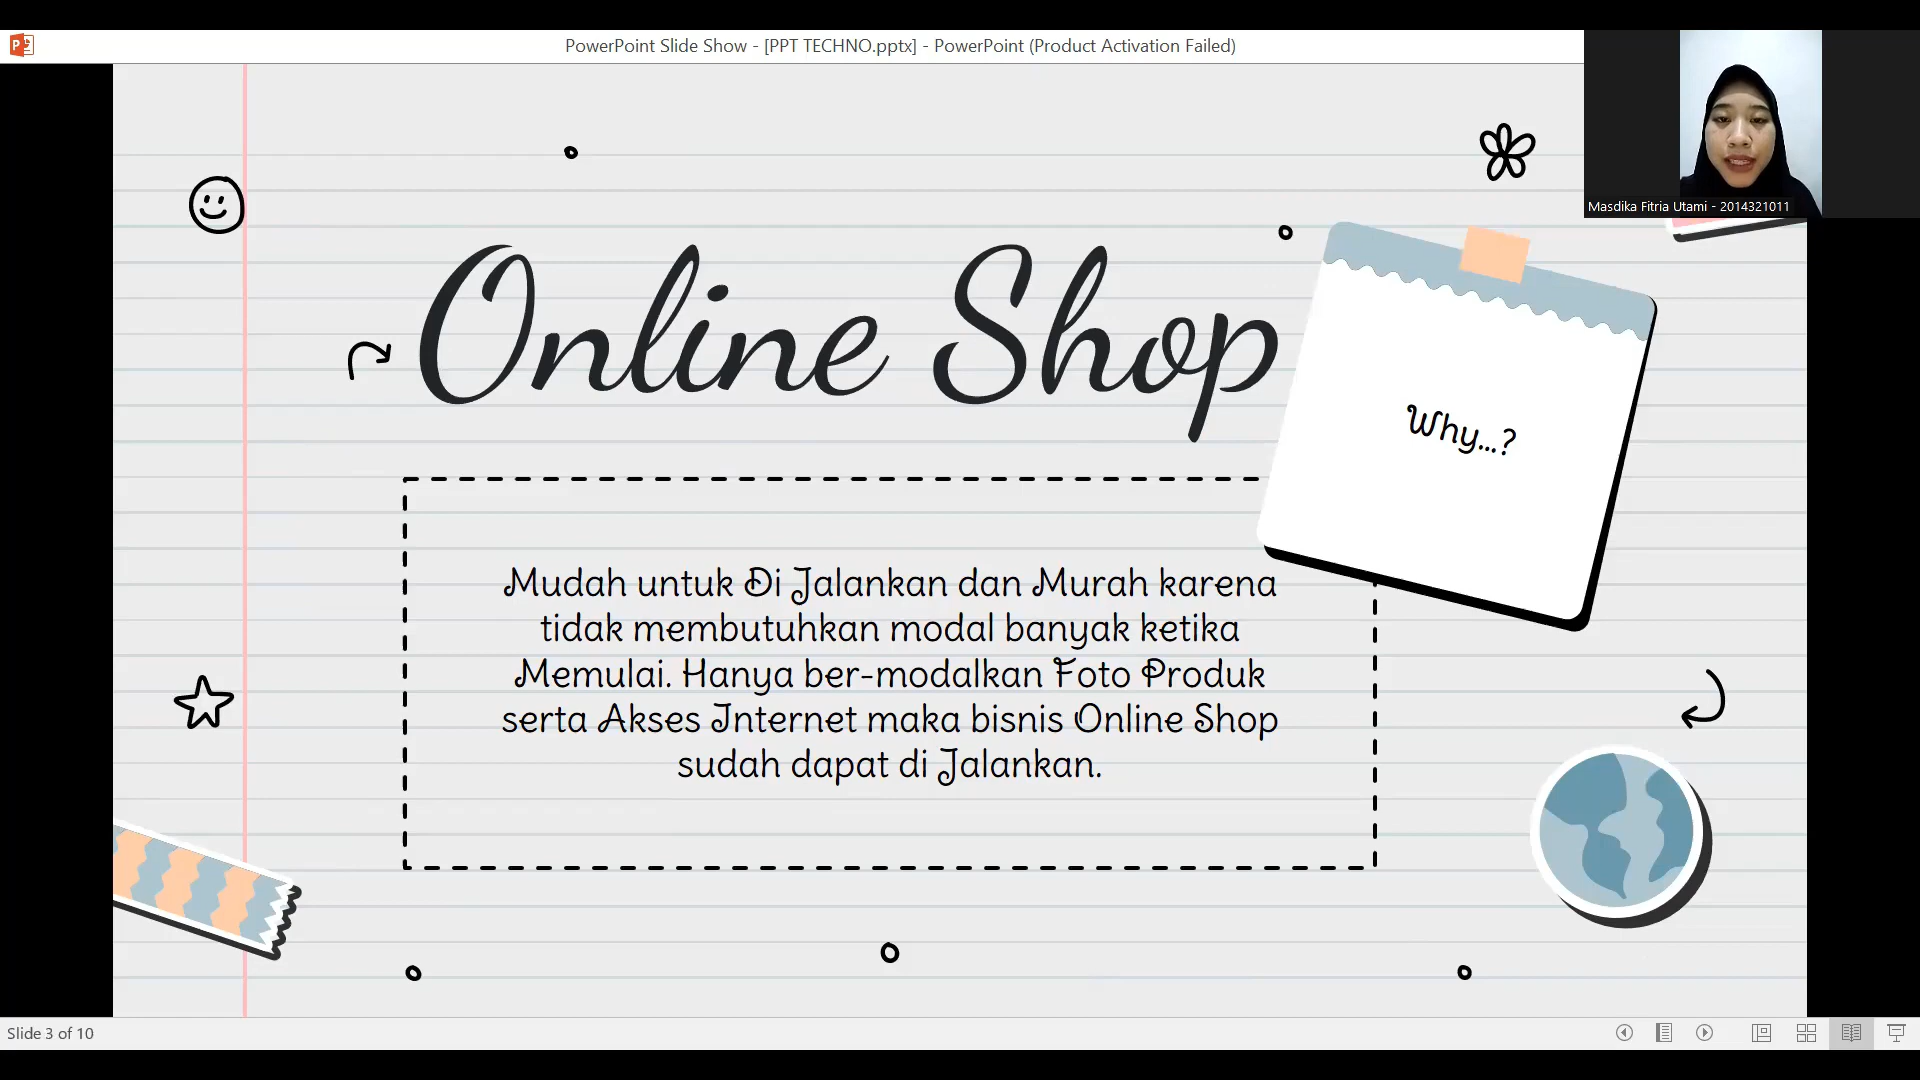 PowerPoint Slide Show - [PPT TECHNO.pptx] - PowerPoint (Product Activation Failed)
Masdika Fitria Utami - 2014321011
Online Shop
Why...?
Mudah untuk Di Jalankan dan Murah karena
tidak membutuhkan modal banyak ketika
Memulai. Hanya ber-modalkan Foto Produk
serta Akses Internet maka bisnis Online Shop
sudah dapat di Jalankan.
Slide 3 of 10